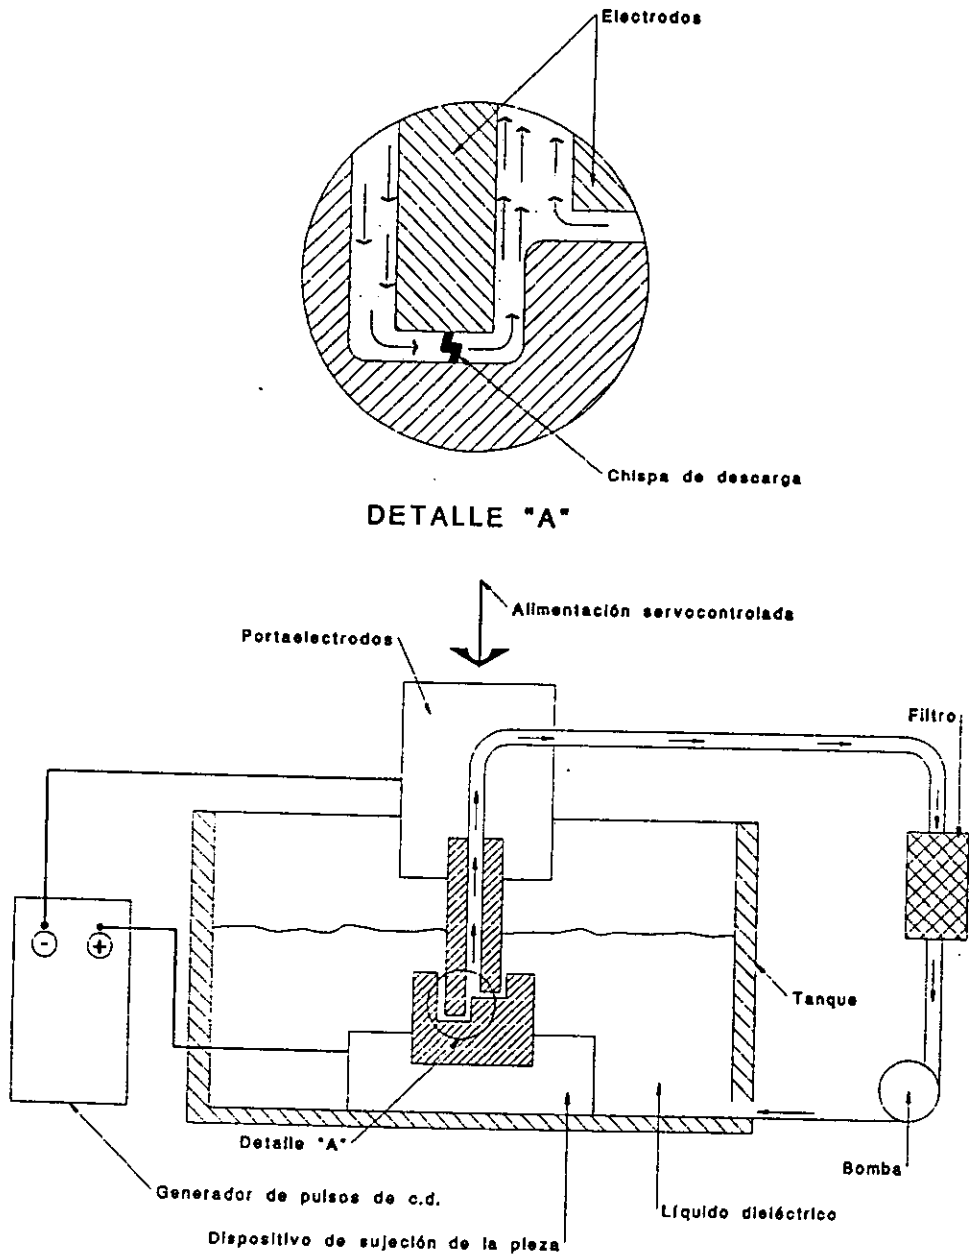 Electrodos
Chispa de descarga
DETALLE "A"
Alimentación servocontrolada
Portaelectrodos
Filtro
-
+
Tanque
Detalle "A"
Bomba
Generador de pulsos de c.d.
Líquido dieléctrico
Dispositivo de sujeción de la pieza